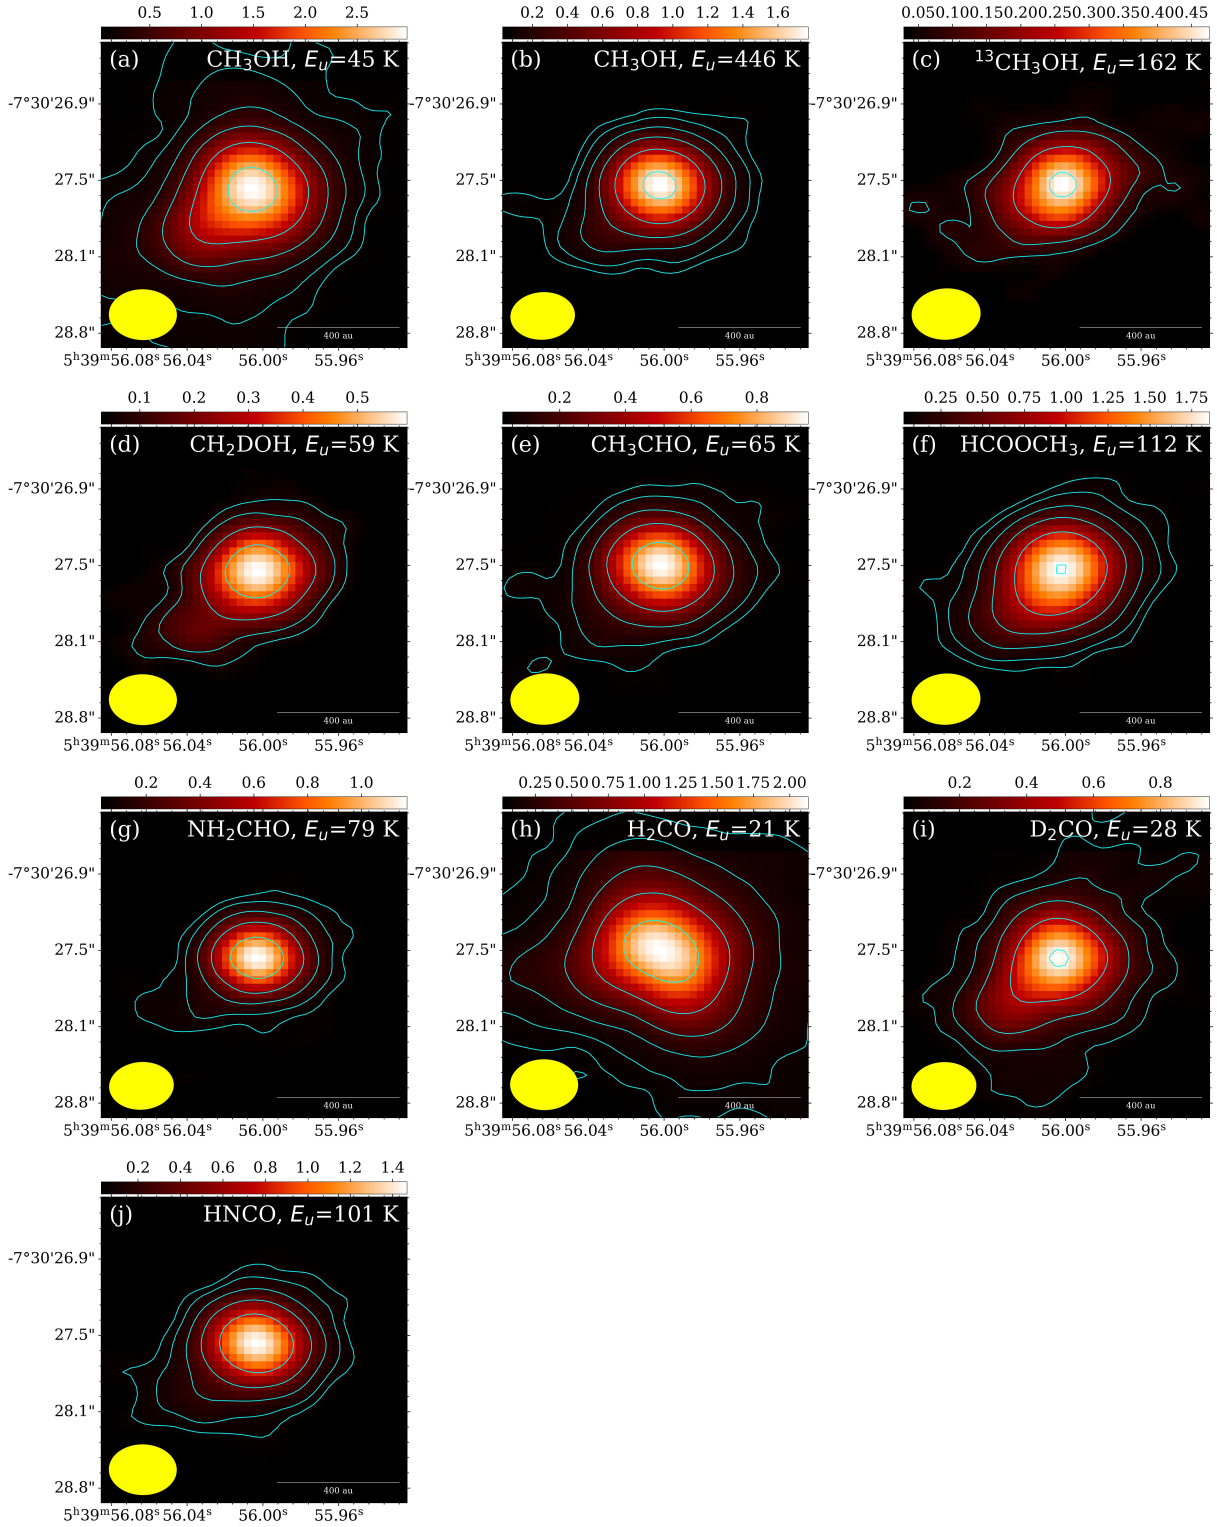 0.5 1.0 1.5 2.0 2.5
(a) CH₃OH, Eᵤ=45 K
-7°30'26.9"
27.5"
28.1"
28.8"
400 au
5ʰ39ᵐ56.08ˢ 56.04ˢ 56.00ˢ 55.96ˢ
0.2 0.4 0.6 0.8 1.0 1.2 1.4 1.6
(b) CH₃OH, Eᵤ=446 K
-7°30'26.9"
27.5"
28.1"
28.8"
400 au
5ʰ39ᵐ56.08ˢ 56.04ˢ 56.00ˢ 55.96ˢ
0.05 0.10 0.15 0.20 0.25 0.30 0.35 0.40 0.45
(c) ¹³CH₃OH, Eᵤ=162 K
-7°30'26.9"
27.5"
28.1"
28.8"
400 au
5ʰ39ᵐ56.08ˢ 56.04ˢ 56.00ˢ 55.96ˢ
0.1 0.2 0.3 0.4 0.5
(d) CH₂DOH, Eᵤ=59 K
-7°30'26.9"
27.5"
28.1"
28.8"
400 au
5ʰ39ᵐ56.08ˢ 56.04ˢ 56.00ˢ 55.96ˢ
0.2 0.4 0.6 0.8
(e) CH₃CHO, Eᵤ=65 K
-7°30'26.9"
27.5"
28.1"
28.8"
400 au
5ʰ39ᵐ56.08ˢ 56.04ˢ 56.00ˢ 55.96ˢ
0.25 0.50 0.75 1.00 1.25 1.50 1.75
(f) HCOOCH₃, Eᵤ=112 K
-7°30'26.9"
27.5"
28.1"
28.8"
400 au
5ʰ39ᵐ56.08ˢ 56.04ˢ 56.00ˢ 55.96ˢ
0.2 0.4 0.6 0.8 1.0
(g) NH₂CHO, Eᵤ=79 K
-7°30'26.9"
27.5"
28.1"
28.8"
400 au
5ʰ39ᵐ56.08ˢ 56.04ˢ 56.00ˢ 55.96ˢ
0.25 0.50 0.75 1.00 1.25 1.50 1.75 2.00
(h) H₂CO, Eᵤ=21 K
-7°30'26.9"
27.5"
28.1"
28.8"
400 au
5ʰ39ᵐ56.08ˢ 56.04ˢ 56.00ˢ 55.96ˢ
0.2 0.4 0.6 0.8
(i) D₂CO, Eᵤ=28 K
-7°30'26.9"
27.5"
28.1"
28.8"
400 au
5ʰ39ᵐ56.08ˢ 56.04ˢ 56.00ˢ 55.96ˢ
0.2 0.4 0.6 0.8 1.0 1.2 1.4
(j) HNCO, Eᵤ=101 K
-7°30'26.9"
27.5"
28.1"
28.8"
400 au
5ʰ39ᵐ56.08ˢ 56.04ˢ 56.00ˢ 55.96ˢ